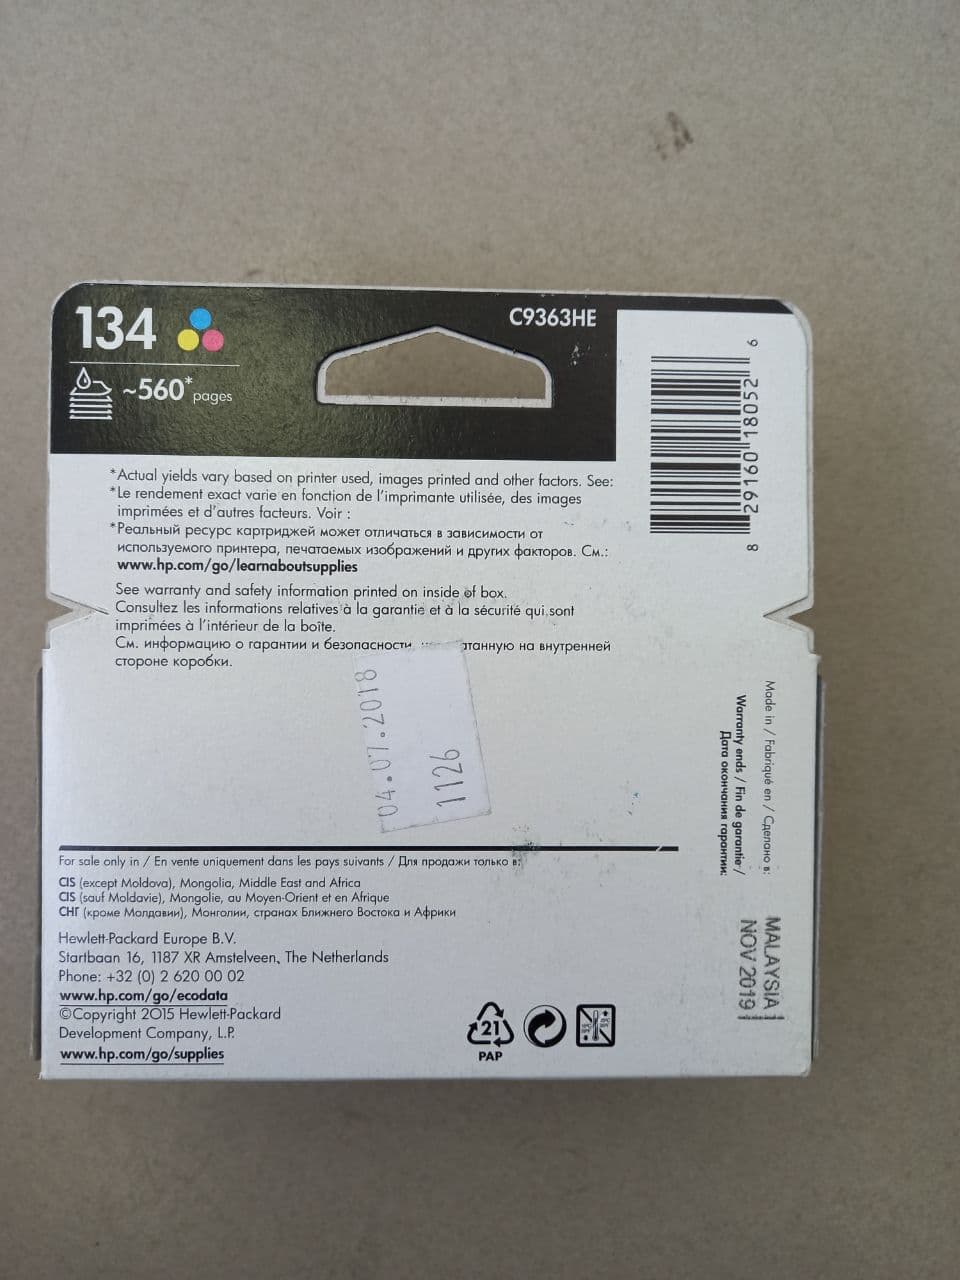 134
C9363HE
~560* pages
*Actual yields vary based on printer used, images printed and other factors. See:
*Le rendement exact varie en fonction de l'imprimante utilisée, des images
imprimées et d'autres facteurs. Voir :
*Реальный ресурс картриджей может отличаться в зависимости от
используемого принтера, печатаемых изображений и других факторов. См.:
www.hp.com/go/learnaboutsupplies
See warranty and safety information printed on inside of box.
Consultez les informations relatives à la garantie et à la sécurité qui sont
imprimées à l'intérieur de la boîte.
См. информацию о гарантии и безопасности, атанную на внутренней
стороне коробки.
8 29160 18052 6
04.07.2018
1126
Made in / Fabriqué en / Сделано в:
Warranty ends / Fin de garantie /
Дата окончания гарантии:
MALAYSIA
NOV 2019
For sale only in / En vente uniquement dans les pays suivants / Для продажи только в:
CIS (except Moldova), Mongolia, Middle East and Africa
CIS (sauf Moldavie), Mongolie, au Moyen-Orient et en Afrique
СНГ (кроме Молдавии), Монголии, странах Ближнего Востока и Африки
Hewlett-Packard Europe B.V.
Startbaan 16, 1187 XR Amstelveen, The Netherlands
Phone: +32 (0) 2 620 00 02
www.hp.com/go/ecodata
©Copyright 2015 Hewlett-Packard
Development Company, L.P.
www.hp.com/go/supplies
21
PAP